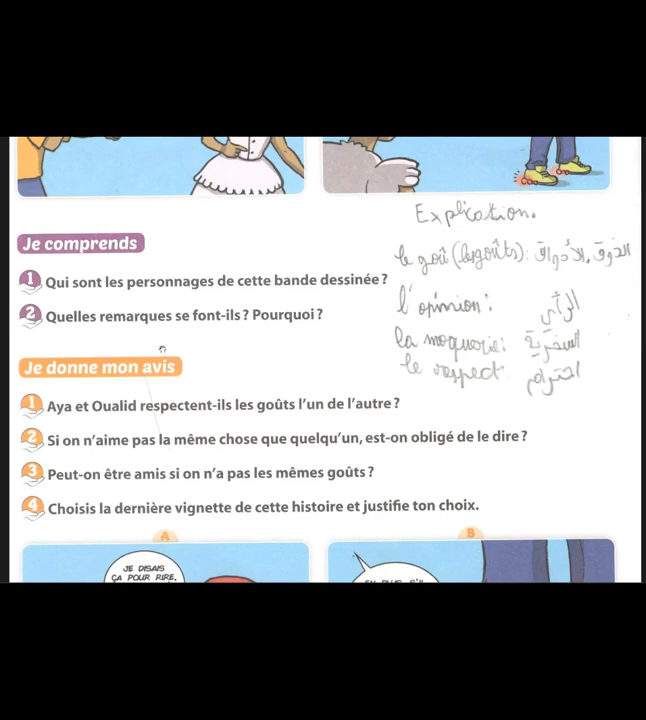 Explication.
le goû (les goûts): الذوق, الأذواق
Je comprends
1 Qui sont les personnages de cette bande dessinée ?
l'opinion: الرأي
2 Quelles remarques se font-ils ? Pourquoi ?
la moquerie: السخرية
Je donne mon avis
le respect: احترام
1 Aya et Oualid respectent-ils les goûts l'un de l'autre ?
2 Si on n'aime pas la même chose que quelqu'un, est-on obligé de le dire ?
3 Peut-on être amis si on n'a pas les mêmes goûts ?
4 Choisis la dernière vignette de cette histoire et justifie ton choix.
A
B
JE DISAIS
ÇA POUR RIRE,